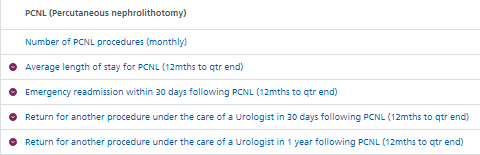 PCNL (Percutaneous nephrolithotomy)
Number of PCNL procedures (monthly)
Average length of stay for PCNL (12mths to qtr end)
Emergency readmission within 30 days following PCNL (12mths to qtr end)
Return for another procedure under the care of a Urologist in 30 days following PCNL (12mths to qtr end)
Return for another procedure under the care of a Urologist in 1 year following PCNL (12mths to qtr end)